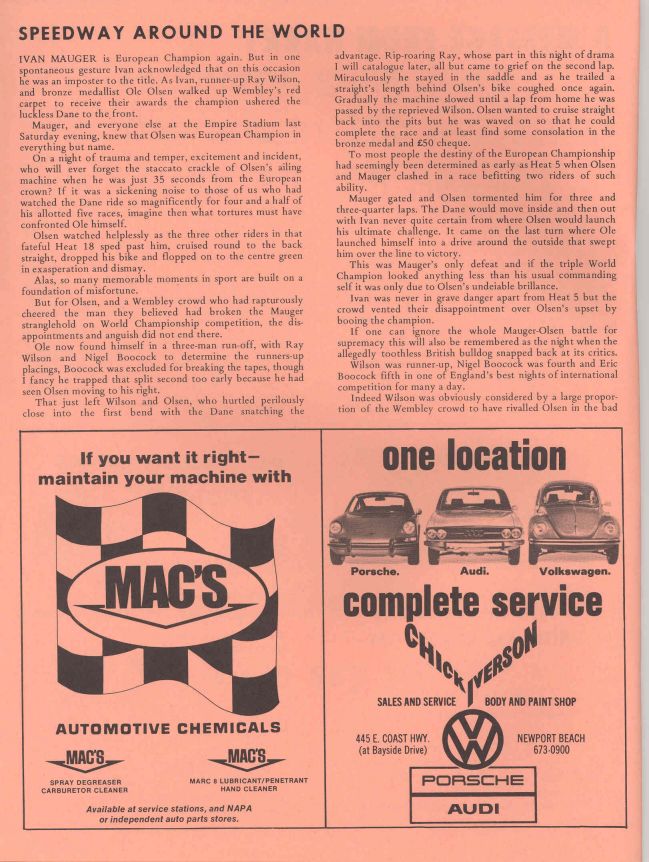 SPEEDWAY AROUND THE WORLD
IVAN MAUGER is European Champion again. But in one
spontaneous gesture Ivan acknowledged that on this occasion
he was an imposter to the title. As Ivan, runner-up Ray Wilson,
and bronze medallist Ole Olsen walked up Wembley's red
carpet to receive their awards the champion ushered the
luckless Dane to the front.
Mauger, and everyone else at the Empire Stadium last
Saturday evening, knew that Olsen was European Champion in
everything but name.
On a night of trauma and temper, excitement and incident,
who will ever forget the staccato crackle of Olsen's ailing
machine when he was just 35 seconds from the European
crown? If it was a sickening noise to those of us who had
watched the Dane ride so magnificently for four and a half of
his allotted five races, imagine then what tortures must have
confronted Ole himself.
Olsen watched helplessly as the three other riders in that
fateful Heat 18 sped past him, cruised round to the back
straight, dropped his bike and flopped on to the centre green
in exasperation and dismay.
Alas, so many memorable moments in sport are built on a
foundation of misfortune.
But for Olsen, and a Wembley crowd who had rapturously
cheered the man they believed had broken the Mauger
stranglehold on World Championship competition, the dis-
appointments and anguish did not end there.
Ole now found himself in a three-man run-off, with Ray
Wilson and Nigel Boocock to determine the runners-up
placings, Boocock was excluded for breaking the tapes, though
I fancy he trapped that split second too early because he had
seen Olsen moving to his right.
That just left Wilson and Olsen, who hurtled perilously
close into the first bend with the Dane snatching the
advantage. Rip-roaring Ray, whose part in this night of drama
I will catalogue later, all but came to grief on the second lap.
Miraculously he stayed in the saddle and as he trailed a
straight's length behind Olsen's bike coughed once again.
Gradually the machine slowed until a lap from home he was
passed by the reprieved Wilson. Olsen wanted to cruise straight
back into the pits but he was waved on so that he could
complete the race and at least find some consolation in the
bronze medal and £50 cheque.
To most people the destiny of the European Championship
had seemingly been determined as early as Heat 5 when Olsen
and Mauger clashed in a race befitting two riders of such
ability.
Mauger gated and Olsen tormented him for three and
three-quarter laps. The Dane would move inside and then out
with Ivan never quite certain from where Olsen would launch
his ultimate challenge. It came on the last turn where Ole
launched himself into a drive around the outside that swept
him over the line to victory.
This was Mauger's only defeat and if the triple World
Champion looked anything less than his usual commanding
self it was only due to Olsen's undeiable brillance.
Ivan was never in grave danger apart from Heat 5 but the
crowd vented their disappointment over Olsen's upset by
booing the champion.
If one can ignore the whole Mauger-Olsen battle for
supremacy this will also be remembered as the night when the
allegedly toothless British bulldog snapped back at its critics.
Wilson was runner-up, Nigel Boocock was fourth and Eric
Boocock fifth in one of England's best nights of international
competition for many a day.
Indeed Wilson was obviously considered by a large propor-
tion of the Wembley crowd to have rivalled Olsen in the bad
If you want it right—
maintain your machine with
MAC'S
AUTOMOTIVE CHEMICALS
MAC'S
SPRAY DEGREASER
CARBURETOR CLEANER
MAC'S
MARC 8 LUBRICANT/PENETRANT
HAND CLEANER
Available at service stations, and NAPA
or independent auto parts stores.
one location
Porsche. Audi. Volkswagen.
complete service
CHICK IVERSON
SALES AND SERVICE BODY AND PAINT SHOP
445 E. COAST HWY.
(at Bayside Drive)
VW
NEWPORT BEACH
673-0900
PORSCHE
AUDI